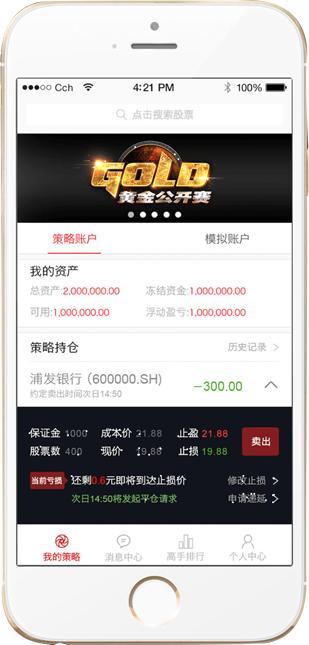 Cch 4:21 PM 100%
点击搜索股票
GOLD
黄金公开赛
策略账户 模拟账户
我的资产
总资产:2,000,000.00 冻结资金:1,000,000.00
可用:1,000,000.00 浮动盈亏:1,000,000.00
策略持仓 历史记录
浦发银行 (600000.SH) -300.00
约定卖出时间次日14:50
保证金 1000 成本价 21.88 止盈 21.88 卖出
股票数 400 现价 19.88 止损 19.88
当前亏损 还剩0.6元即将到达止损价 修改止损
次日14:50将发起平仓请求 申请递延
我的策略 消息中心 高手排行 个人中心